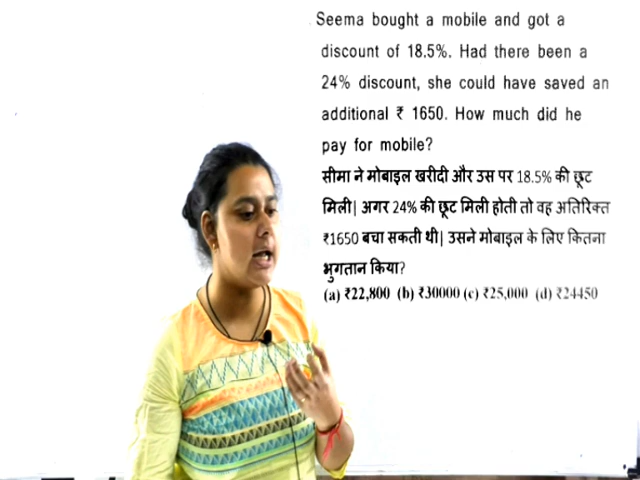 Seema bought a mobile and got a
discount of 18.5%. Had there been a
24% discount, she could have saved an
additional ₹ 1650. How much did he
pay for mobile?
सीमा ने मोबाइल खरीदी और उस पर 18.5% की छूट
मिली| अगर 24% की छूट मिली होती तो वह अतिरिक्त
₹1650 बचा सकती थी| उसने मोबाइल के लिए कितना
भुगतान किया?
(a) ₹22,800 (b) ₹30000 (c) ₹25,000 (d) ₹24450